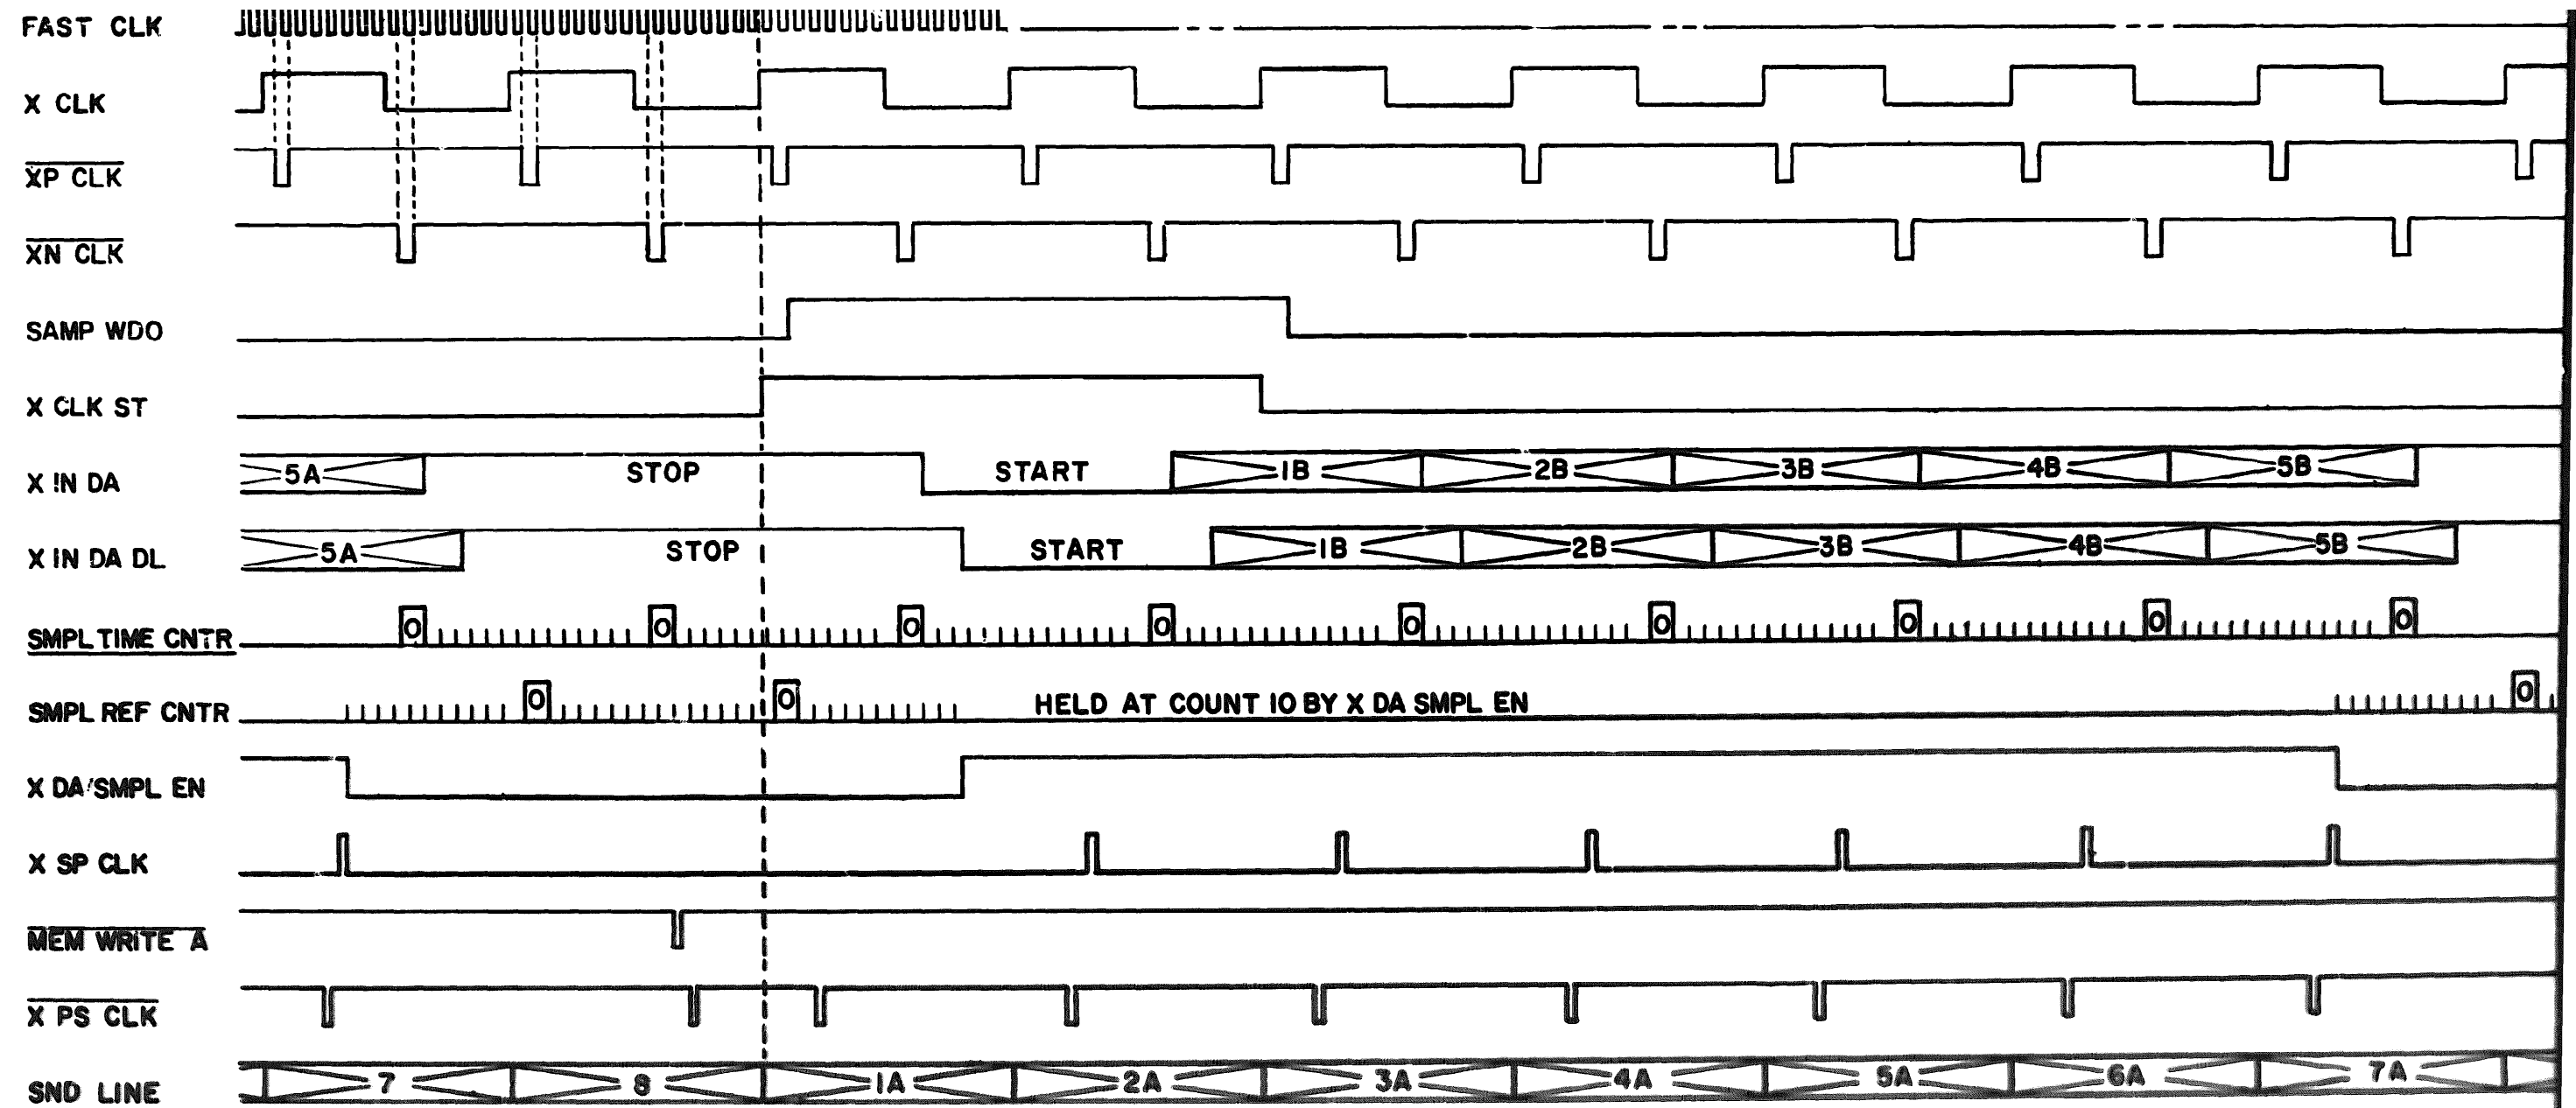 FAST CLK
X CLK
XP CLK
XN CLK
SAMP WDO
X CLK ST
X IN DA 5A STOP START 1B 2B 3B 4B 5B
X IN DA DL 5A STOP START 1B 2B 3B 4B 5B
SMPL TIME CNTR 0 0 0 0 0 0 0 0 0
SMPL REF CNTR 0 0 HELD AT COUNT 10 BY X DA SMPL EN 0
X DA SMPL EN
X SP CLK
MEM WRITE A
X PS CLK
SND LINE 7 8 1A 2A 3A 4A 5A 6A 7A